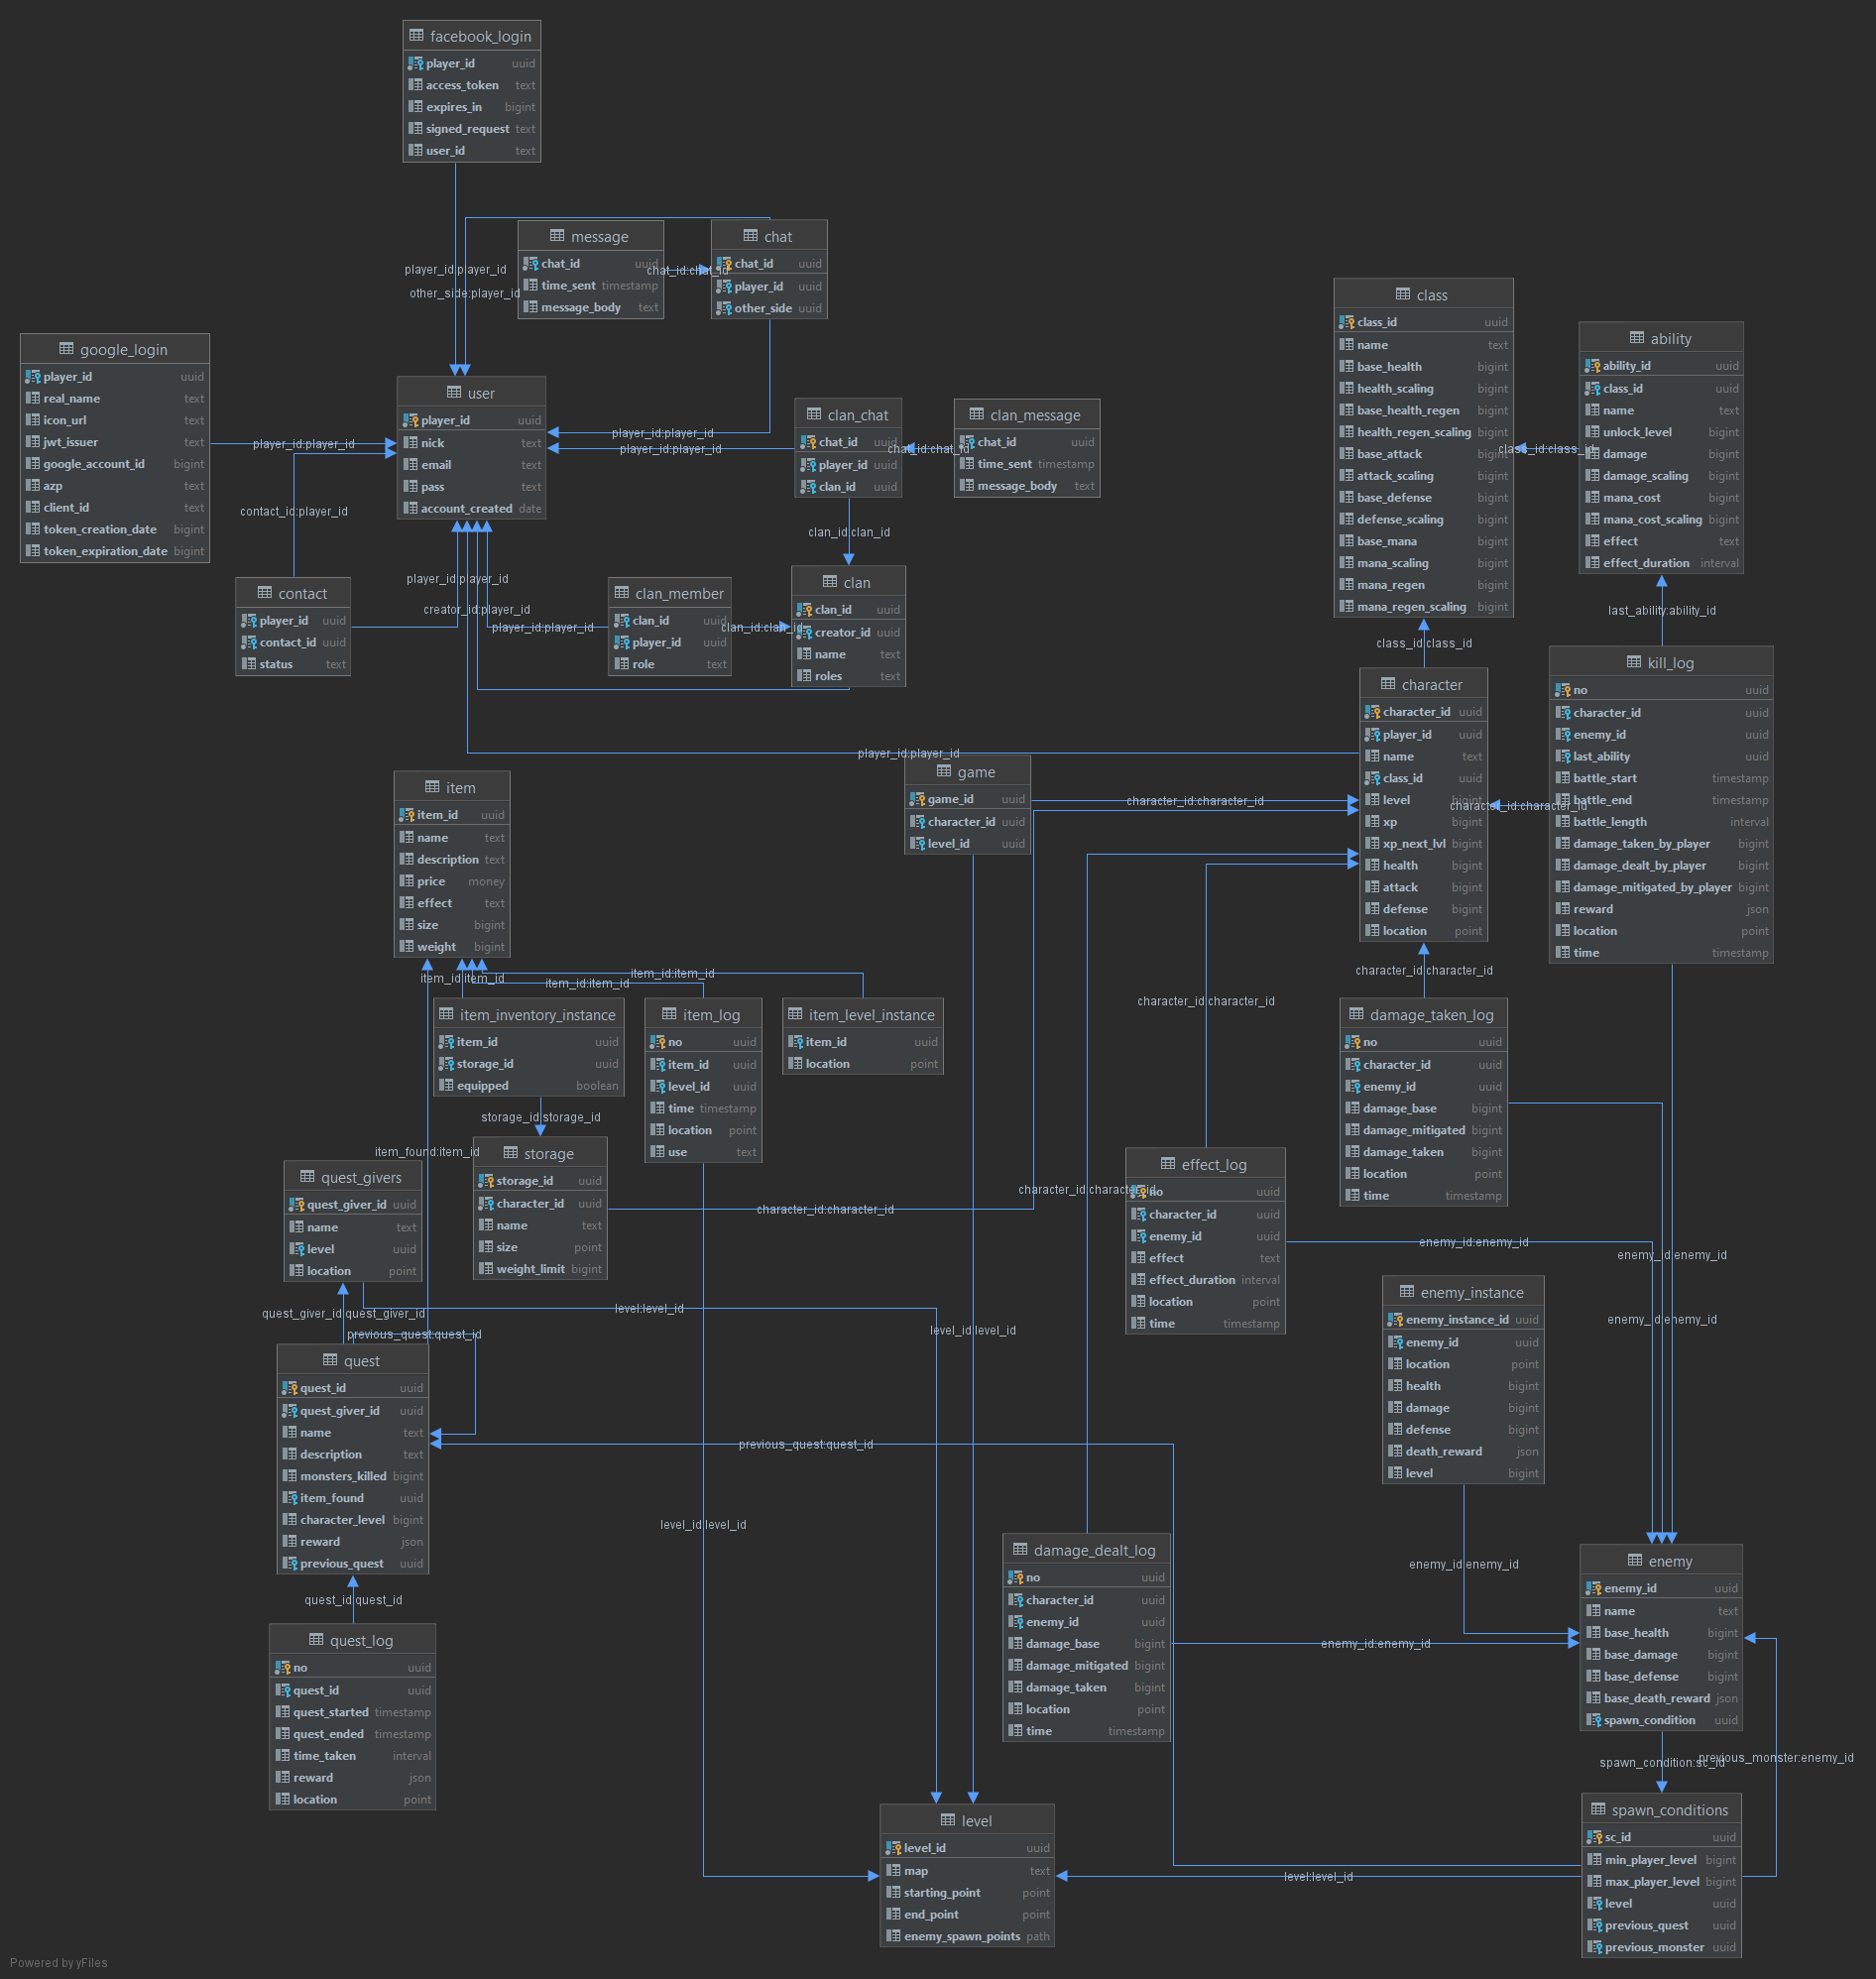 facebook_login
player_id uuid
access_token text
expires_in bigint
signed_request text
user_id text
player_id:player_id
other_side:player_id
message
chat_id uuid
time_sent timestamp
message_body text
chat_id:chat_id
chat
chat_id uuid
player_id uuid
other_side uuid
google_login
player_id uuid
real_name text
icon_url text
jwt_issuer text
google_account_id bigint
azp text
client_id text
token_creation_date bigint
token_expiration_date bigint
player_id:player_id
contact_id:player_id
user
player_id uuid
nick text
email text
pass text
account_created date
player_id:player_id
player_id:player_id
clan_chat
chat_id uuid
player_id uuid
clan_id uuid
chat_id:chat_id
clan_message
chat_id uuid
time_sent timestamp
message_body text
clan_id:clan_id
contact
player_id uuid
contact_id uuid
status text
player_id:player_id
creator_id:player_id
player_id:player_id
clan_member
clan_id uuid
player_id uuid
role text
clan_id:clan_id
clan
clan_id uuid
creator_id uuid
name text
roles text
class
class_id uuid
name text
base_health bigint
health_scaling bigint
base_health_regen bigint
health_regen_scaling bigint
base_attack bigint
attack_scaling bigint
base_defense bigint
defense_scaling bigint
base_mana bigint
mana_scaling bigint
mana_regen bigint
mana_regen_scaling bigint
class_id:class_id
ability
ability_id uuid
class_id uuid
name text
unlock_level bigint
damage bigint
damage_scaling bigint
mana_cost bigint
mana_cost_scaling bigint
effect text
effect_duration interval
last_ability:ability_id
class_id:class_id
character
character_id uuid
player_id uuid
name text
class_id uuid
level bigint
xp bigint
xp_next_lvl bigint
health bigint
attack bigint
defense bigint
location point
character_id:character_id
kill_log
no uuid
character_id uuid
enemy_id uuid
last_ability uuid
battle_start timestamp
battle_end timestamp
battle_length interval
damage_taken_by_player bigint
damage_dealt_by_player bigint
damage_mitigated_by_player bigint
reward json
location point
time timestamp
player_id:player_id
game
game_id uuid
character_id uuid
level_id uuid
character_id:character_id
item
item_id uuid
name text
description text
price money
effect text
size bigint
weight bigint
item_id:item_id
item_id:item_id
item_id:item_id
item_inventory_instance
item_id uuid
storage_id uuid
equipped boolean
item_log
no uuid
item_id uuid
level_id uuid
time timestamp
location point
use text
item_level_instance
item_id uuid
location point
storage_id:storage_id
item_found:item_id
character_id:character_id
character_id:character_id
damage_taken_log
no uuid
character_id uuid
enemy_id uuid
damage_base bigint
damage_mitigated bigint
damage_taken bigint
location point
time timestamp
quest_givers
quest_giver_id uuid
name text
level uuid
location point
storage
storage_id uuid
character_id uuid
name text
size point
weight_limit bigint
character_id:character_id
character_id:character_id
effect_log
no uuid
character_id uuid
enemy_id uuid
effect text
effect_duration interval
location point
time timestamp
enemy_id:enemy_id
enemy_id:enemy_id
enemy_id:enemy_id
enemy_instance
enemy_instance_id uuid
enemy_id uuid
location point
health bigint
damage bigint
defense bigint
death_reward json
level bigint
quest_giver_id:quest_giver_id
level:level_id
previous_quest:quest_id
level_id:level_id
quest
quest_id uuid
quest_giver_id uuid
name text
description text
monsters_killed bigint
item_found uuid
character_level bigint
reward json
previous_quest uuid
previous_quest:quest_id
level_id:level_id
quest_id:quest_id
quest_log
no uuid
quest_id uuid
quest_started timestamp
quest_ended timestamp
time_taken interval
reward json
location point
damage_dealt_log
no uuid
character_id uuid
enemy_id uuid
damage_base bigint
damage_mitigated bigint
damage_taken bigint
location point
time timestamp
enemy_id:enemy_id
enemy_id:enemy_id
enemy
enemy_id uuid
name text
base_health bigint
base_damage bigint
base_defense bigint
base_death_reward json
spawn_condition uuid
spawn_condition:sc_id
previous_monster:enemy_id
level
level_id uuid
map text
starting_point point
end_point point
enemy_spawn_points path
level:level_id
spawn_conditions
sc_id uuid
min_player_level bigint
max_player_level bigint
level uuid
previous_quest uuid
previous_monster uuid
Powered by yFiles